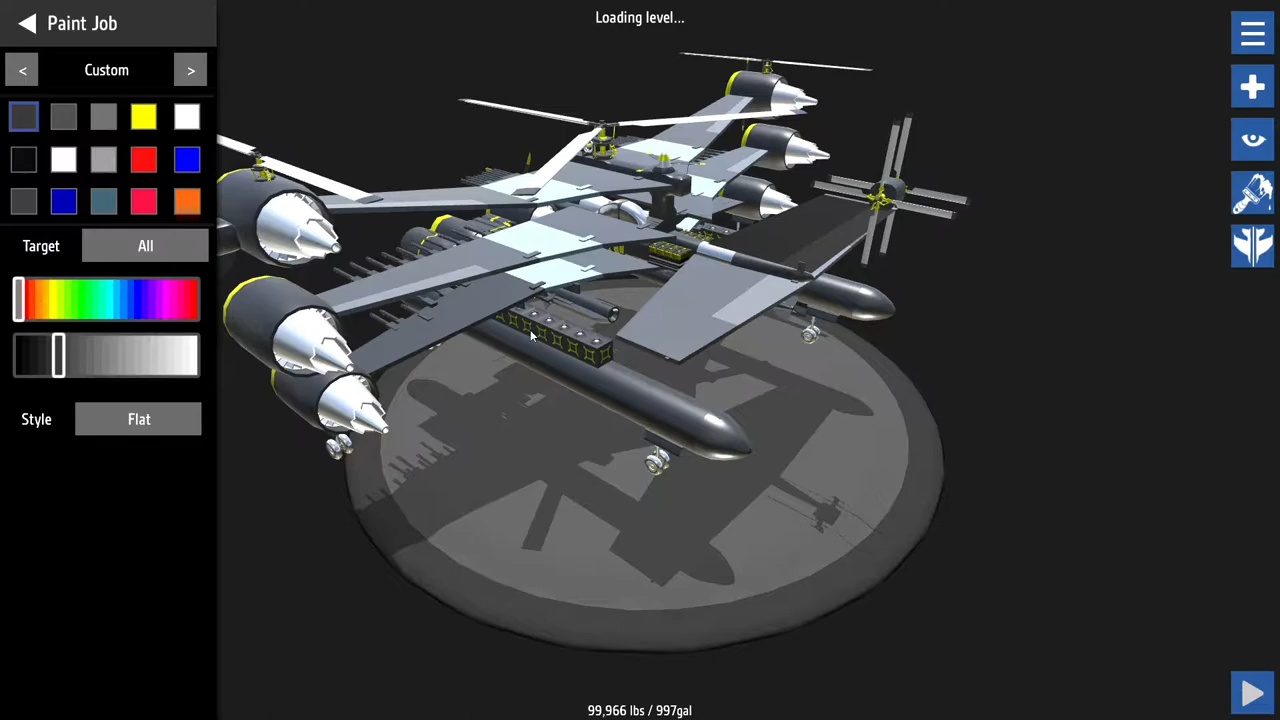 Paint Job
Loading level...
< Custom >
Target All
Style Flat
99,966 lbs / 997gal